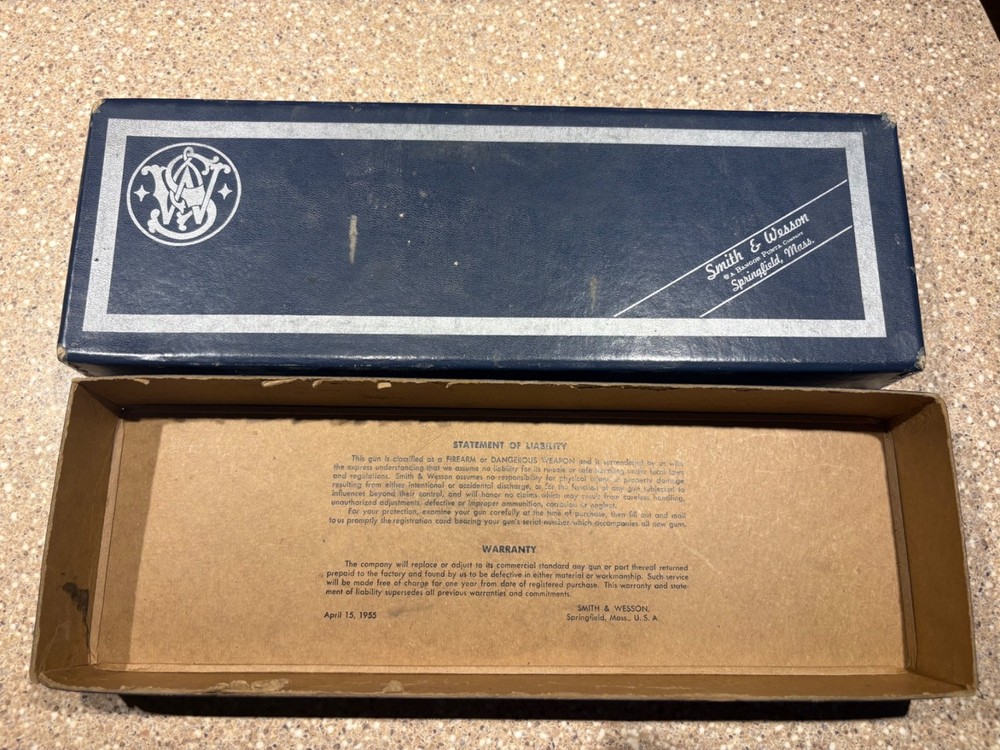 SW
Smith & Wesson
A Bangor Punta Company
Springfield, Mass.
STATEMENT OF LIABILITY
This gun is classified as a FIREARM or DANGEROUS WEAPON and is surrendered by us with
the express understanding that we assume no liability for its resale or safe handling under local laws
and regulations. Smith & Wesson assumes no responsibility for physical injury or property damage
resulting from either intentional or accidental discharge, or for the function of any gun subjected to
influences beyond their control, and will honor no claims which may result from careless handling,
unauthorized adjustments, defective or improper ammunition, corrosion or neglect.
For your protection, examine your gun carefully at the time of purchase, then fill out and mail
to us promptly the registration card bearing your gun's serial number which accompanies all new guns.
WARRANTY
The company will replace or adjust to its commercial standard any gun or part thereof returned
prepaid to the factory and found by us to be defective in either material or workmanship. Such service
will be made free of charge for one year from date of registered purchase. This warranty and state-
ment of liability supersedes all previous warranties and commitments.
SMITH & WESSON,
April 15, 1955
Springfield, Mass., U. S. A.